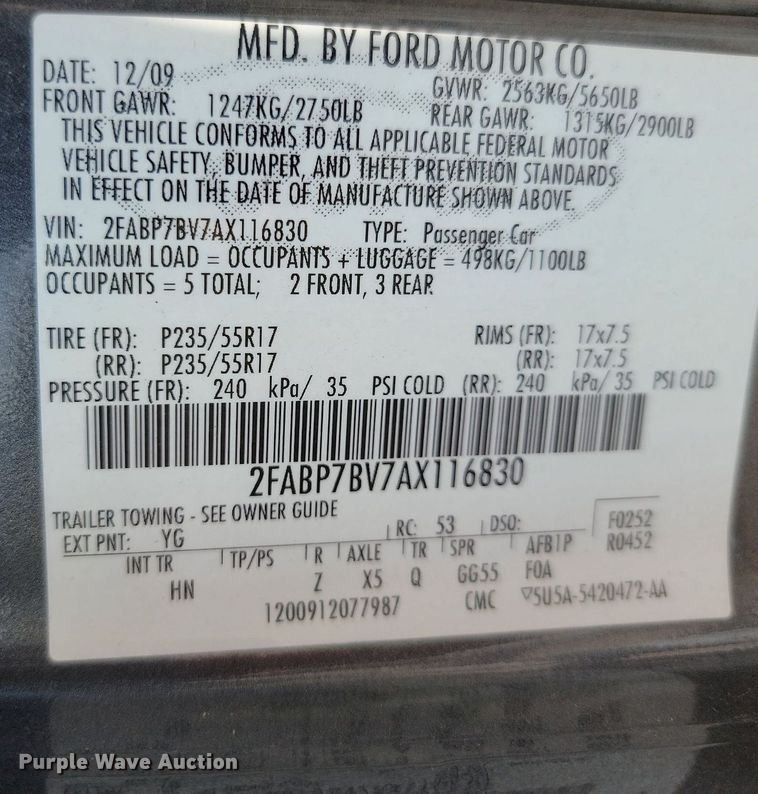 MFD. BY FORD MOTOR CO.
DATE: 12/09 GVWR: 2563KG/5650LB
FRONT GAWR: 1247KG/2750LB REAR GAWR: 1315KG/2900LB
THIS VEHICLE CONFORMS TO ALL APPLICABLE FEDERAL MOTOR
VEHICLE SAFETY, BUMPER, AND THEFT PREVENTION STANDARDS
IN EFFECT ON THE DATE OF MANUFACTURE SHOWN ABOVE.
VIN: 2FABP7BV7AX116830 TYPE: Passenger Car
MAXIMUM LOAD = OCCUPANTS + LUGGAGE = 498KG/1100LB
OCCUPANTS = 5 TOTAL; 2 FRONT, 3 REAR
TIRE (FR): P235/55R17 RIMS (FR): 17x7.5
(RR): P235/55R17 (RR): 17x7.5
PRESSURE (FR): 240 kPa/ 35 PSI COLD (RR): 240 kPa/ 35 PSI COLD
2FABP7BV7AX116830
TRAILER TOWING - SEE OWNER GUIDE
EXT PNT: YG RC: 53 DSO: F0252
INT TR TP/PS R AXLE TR SPR AFB1P R0452
HN Z X5 Q GG55 FOA
1200912077987 CMC ▽5U5A-5420472-AA
Purple Wave Auction